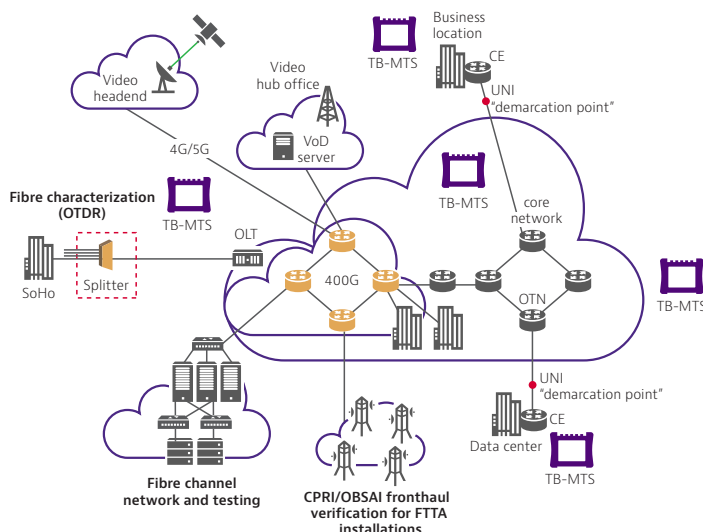 Business
location
CE
TB-MTS
UNI
“demarcation point”
Video
headend
Video
hub office
VoD
server
4G/5G
TB-MTS
Fibre characterization
(OTDR)
TB-MTS
core
network
OLT
SoHo
Splitter
400G
OTN
TB-MTS
UNI
“demarcation point”
CE
Data center
TB-MTS
Fibre channel
network and testing
CPRI/OBSAI fronthaul
verification for FTTA
installations